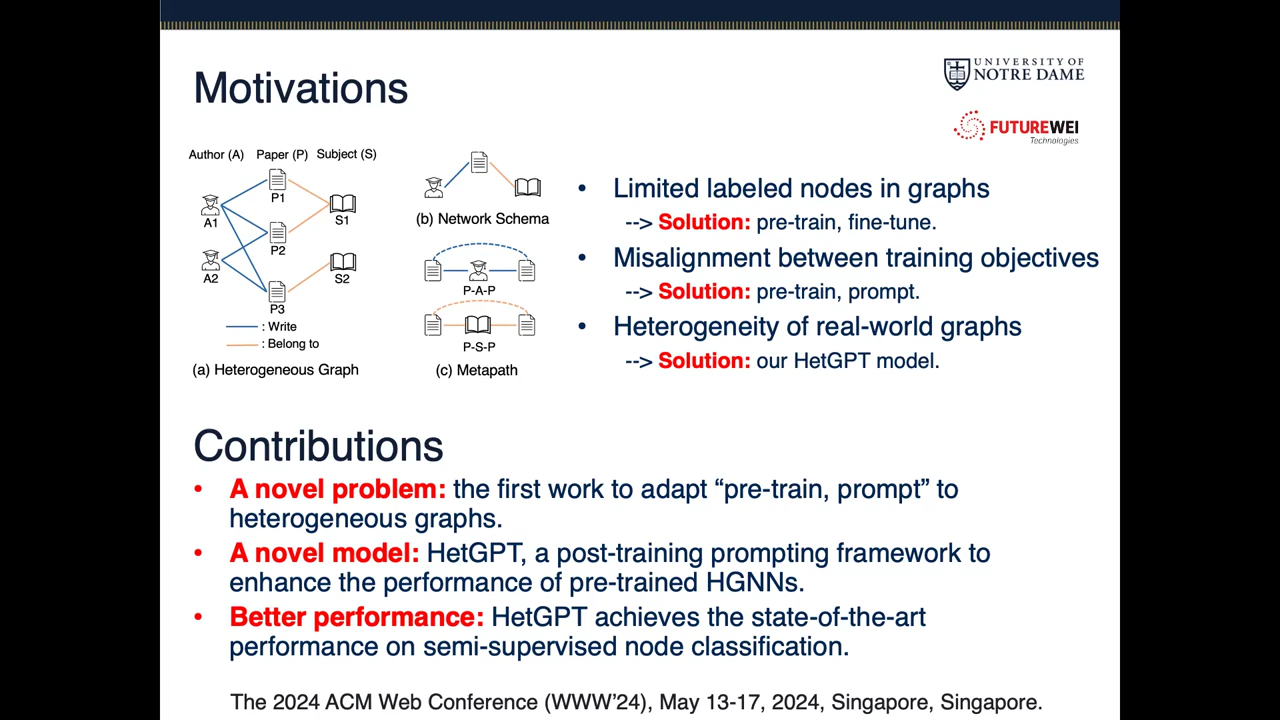 Motivations
UNIVERSITY OF
NOTRE DAME
FUTUREWEI
Technologies
Author (A) Paper (P) Subject (S)
P1
A1
S1
P2
A2
S2
P3
: Write
: Belong to
(a) Heterogeneous Graph
(b) Network Schema
P-A-P
P-S-P
(c) Metapath
• Limited labeled nodes in graphs
--> Solution: pre-train, fine-tune.
• Misalignment between training objectives
--> Solution: pre-train, prompt.
• Heterogeneity of real-world graphs
--> Solution: our HetGPT model.
Contributions
• A novel problem: the first work to adapt “pre-train, prompt” to
heterogeneous graphs.
• A novel model: HetGPT, a post-training prompting framework to
enhance the performance of pre-trained HGNNs.
• Better performance: HetGPT achieves the state-of-the-art
performance on semi-supervised node classification.
The 2024 ACM Web Conference (WWW’24), May 13-17, 2024, Singapore, Singapore.